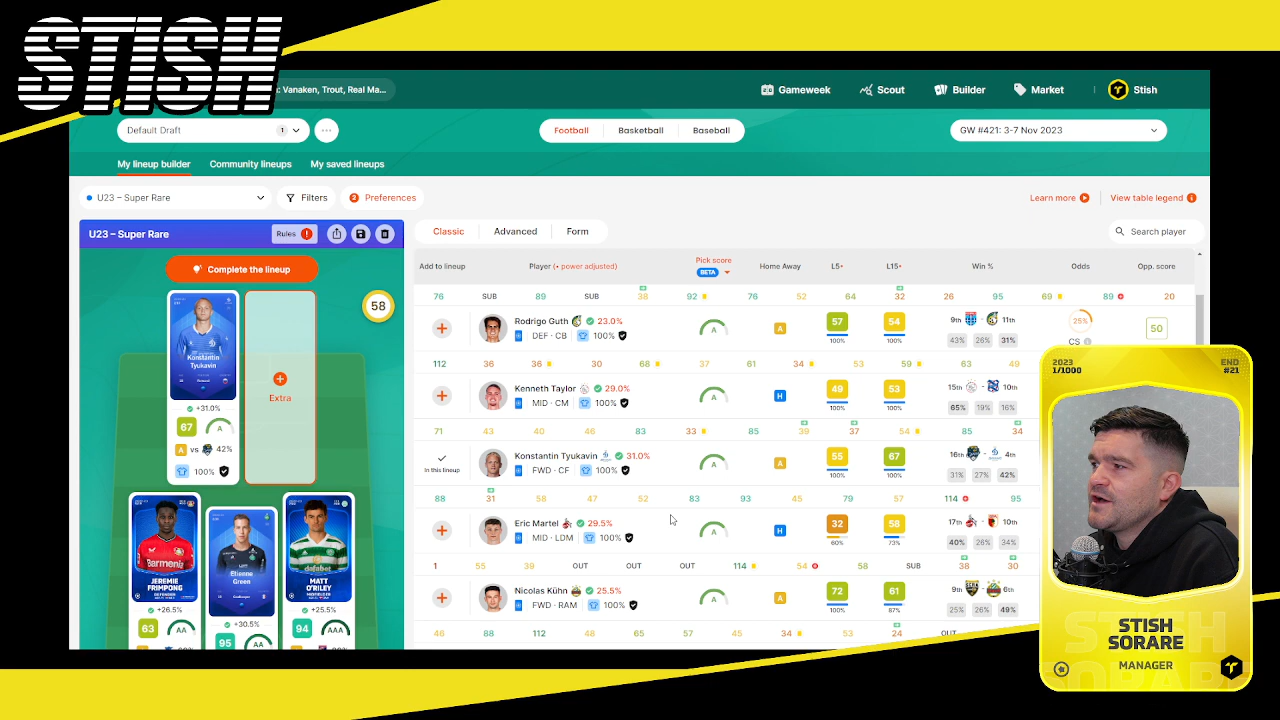 STISH
: Vanaken, Trout, Real Ma...
Gameweek
Scout
Builder
Market
Stish
Default Draft
1
Football
Basketball
Baseball
GW #421: 3-7 Nov 2023
My lineup builder
Community lineups
My saved lineups
U23 – Super Rare
Filters
2 Preferences
Learn more
View table legend
U23 – Super Rare
Rules
Classic
Advanced
Form
Search player
Complete the lineup
58
Konstantin
Tyukavin
+31.0%
67 A
A vs 42%
100%
Extra
JEREMIE
FRIMPONG
DEFENDER
+26.5%
63 AA
Etienne
Green
+30.5%
95 AA
MATT
O'RILEY
MIDFIELDER
+25.5%
94 AAA
Add to lineup
Player (• power adjusted)
Pick score
BETA
Home Away
L5•
L15•
Win %
Odds
Opp. score
76 SUB 89 SUB 38 92 76 52 64 32 26 95 69 89 20
Rodrigo Guth 23.0%
DEF · CB 100%
A
A
57
100%
54
100%
9th - 11th
43% 26% 31%
25%
CS
50
112 36 36 30 68 37 61 34 53 59 63 49
Kenneth Taylor 29.0%
MID · CM 100%
A
H
49
100%
53
100%
15th - 10th
65% 19% 16%
71 43 40 46 83 33 85 39 37 54 85 34
In this lineup
Konstantin Tyukavin 31.0%
FWD · CF 100%
A
A
55
100%
67
100%
16th - 4th
31% 27% 42%
88 31 58 47 52 83 93 45 79 57 114 95
Eric Martel 29.5%
MID · LDM 100%
A
H
32
60%
58
73%
17th - 10th
40% 26% 34%
1 55 39 OUT OUT OUT 114 54 58 SUB 38 30
Nicolas Kühn 25.5%
FWD · RAM 100%
A
A
72
100%
61
87%
9th - 6th
25% 26% 49%
46 88 112 48 65 57 45 34 53 24 OUT
2023
1/1000
END
#21
STISH
SORARE
MANAGER